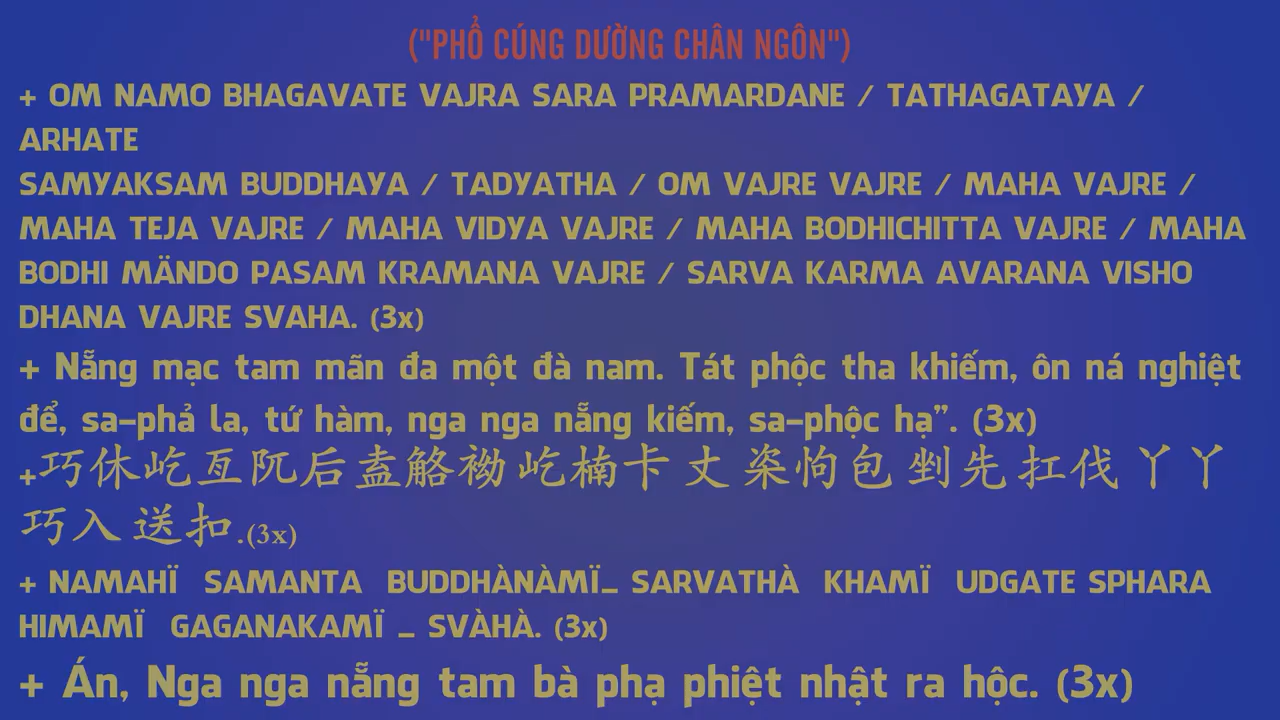 ("PHỔ CÚNG DƯỜNG CHÂN NGÔN")
+ OM NAMO BHAGAVATE VAJRA SARA PRAMARDANE / TATHAGATAYA /
ARHATE
SAMYAKSAM BUDDHAYA / TADYATHA / OM VAJRE VAJRE / MAHA VAJRE /
MAHA TEJA VAJRE / MAHA VIDYA VAJRE / MAHA BODHICHITTA VAJRE / MAHA
BODHI MÄNDO PASAM KRAMANA VAJRE / SARVA KARMA AVARANA VISHO
DHANA VAJRE SVAHA. (3x)
+ Nẵng mạc tam mãn đa một đà nam. Tát phộc tha khiếm, ôn ná nghiệt
để, sa-phả la, tứ hàm, nga nga nẵng kiếm, sa-phộc hạ”. (3x)
+巧休屹亙阢后盍觡袎屹楠卡丈楶怐包剉先扛伐丫丫
巧入送扣.(3x)
+ NAMAHÏ SAMANTA BUDDHÀNÀMÏ_ SARVATHÀ KHAMÏ UDGATE SPHARA
HIMAMÏ GAGANAKAMÏ _ SVÀHÀ. (3x)
+ Án, Nga nga nẵng tam bà phạ phiệt nhật ra hộc. (3x)